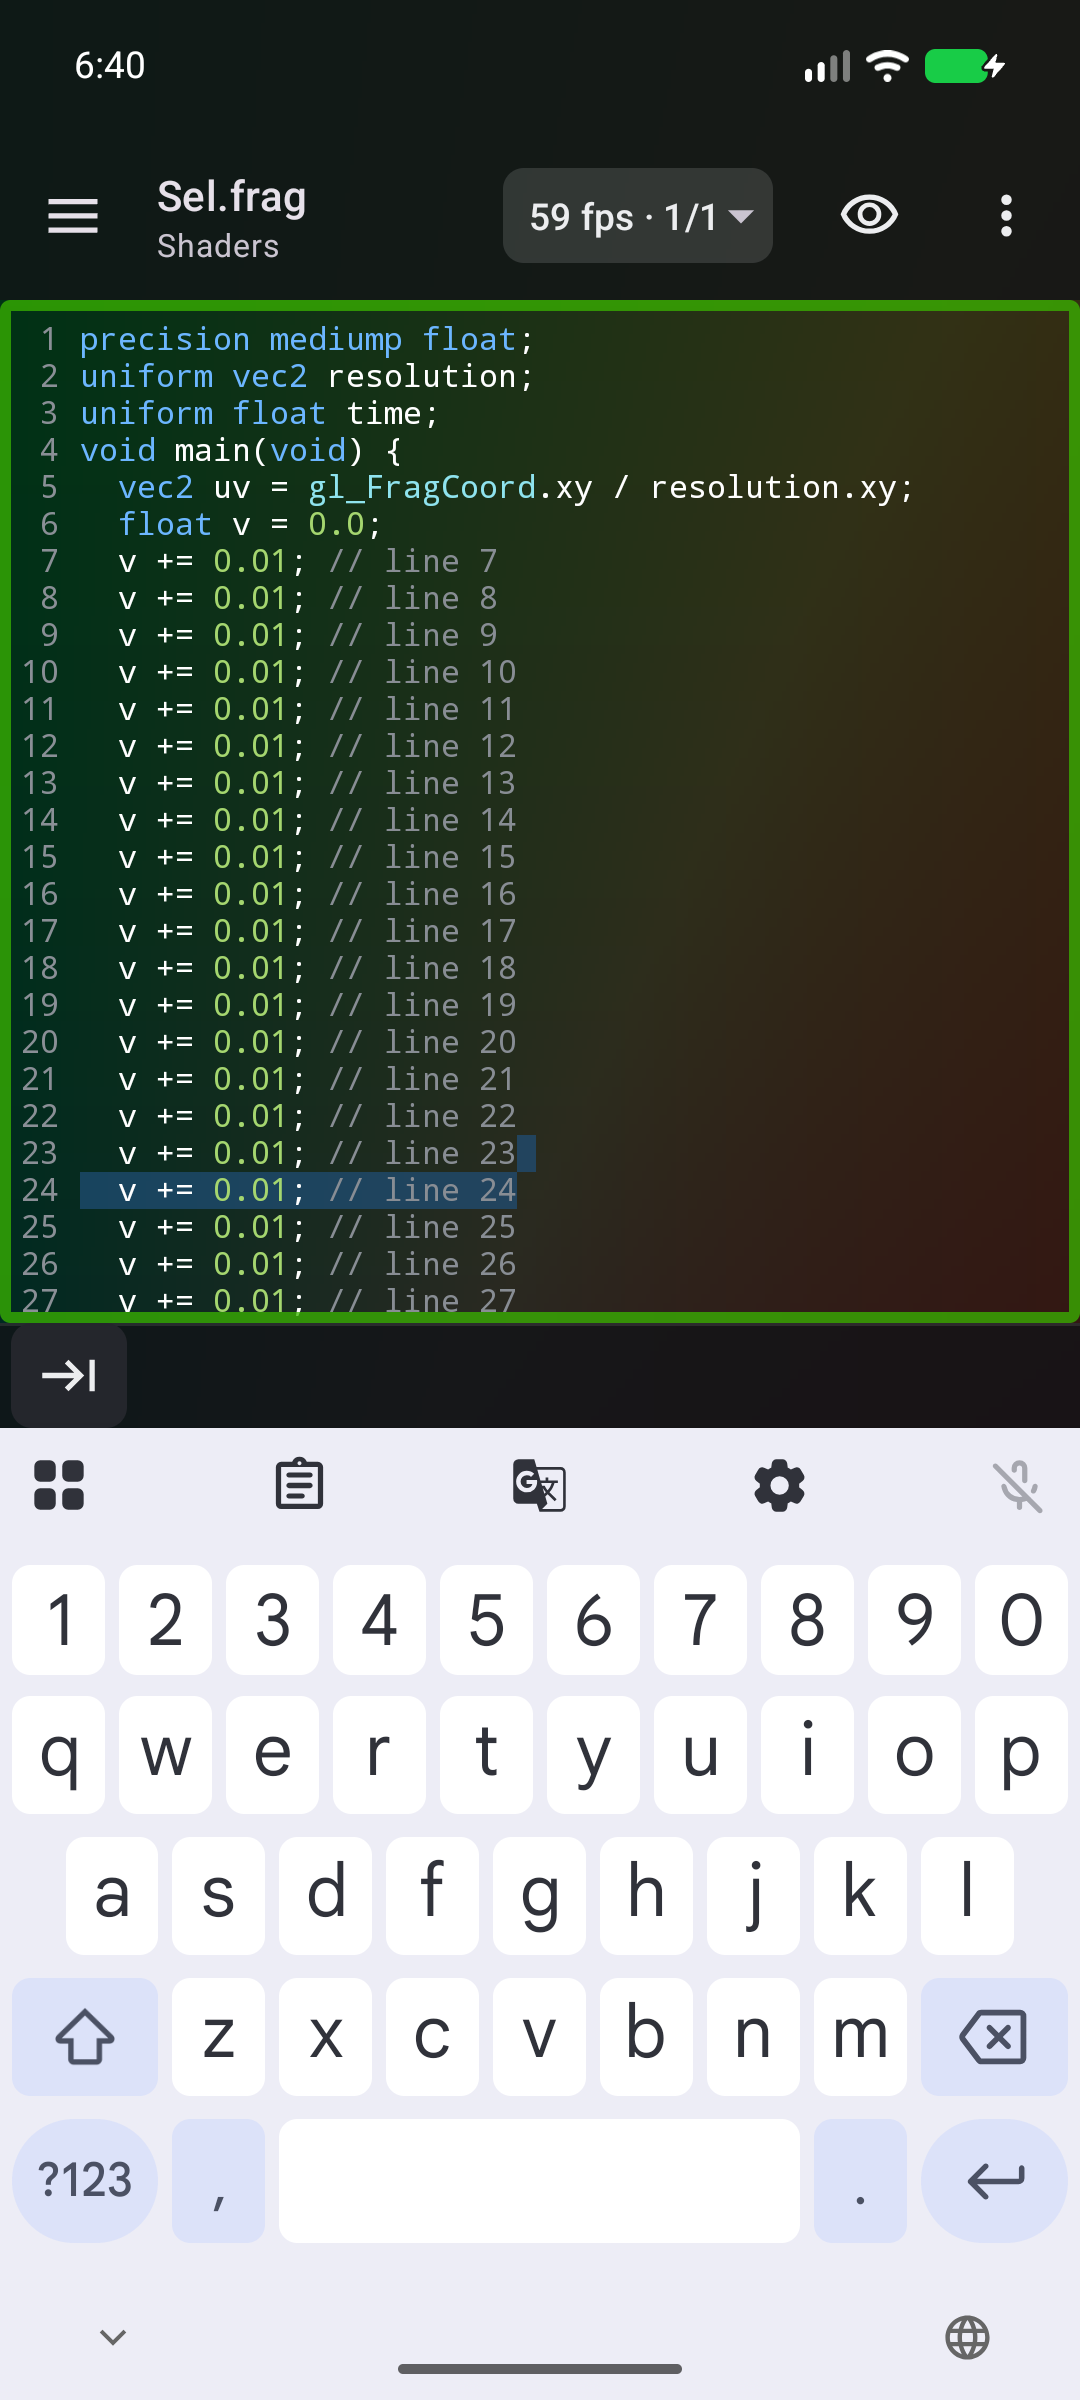 6:40
Sel.frag
Shaders
59 fps · 1/1
1 precision mediump float;
2 uniform vec2 resolution;
3 uniform float time;
4 void main(void) {
5   vec2 uv = gl_FragCoord.xy / resolution.xy;
6   float v = 0.0;
7   v += 0.01; // line 7
8   v += 0.01; // line 8
9   v += 0.01; // line 9
10   v += 0.01; // line 10
11   v += 0.01; // line 11
12   v += 0.01; // line 12
13   v += 0.01; // line 13
14   v += 0.01; // line 14
15   v += 0.01; // line 15
16   v += 0.01; // line 16
17   v += 0.01; // line 17
18   v += 0.01; // line 18
19   v += 0.01; // line 19
20   v += 0.01; // line 20
21   v += 0.01; // line 21
22   v += 0.01; // line 22
23   v += 0.01; // line 23
24   v += 0.01; // line 24
25   v += 0.01; // line 25
26   v += 0.01; // line 26
27   v += 0.01; // line 27
G 文
1 2 3 4 5 6 7 8 9 0
q w e r t y u i o p
a s d f g h j k l
z x c v b n m
?123 , .